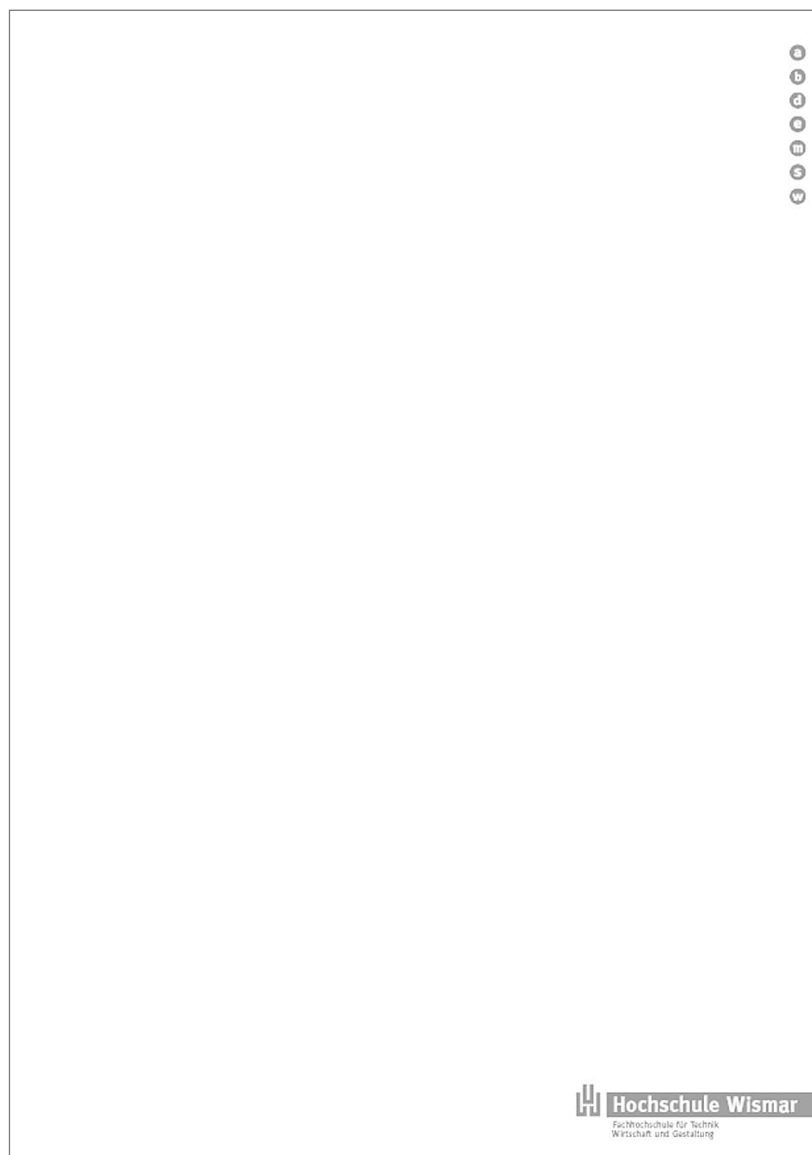 a
b
d
e
m
s
w
Hochschule Wismar
Fachhochschule für Technik
Wirtschaft und Gestaltung